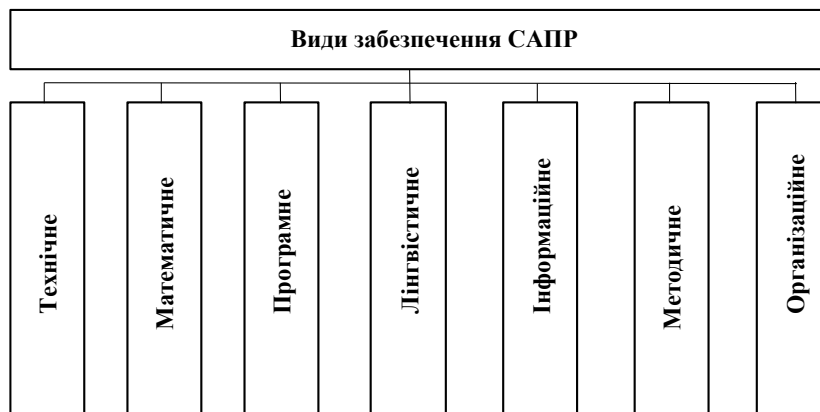 Види забезпечення САПР
Технічне
Математичне
Програмне
Лінгвістичне
Інформаційне
Методичне
Організаційне